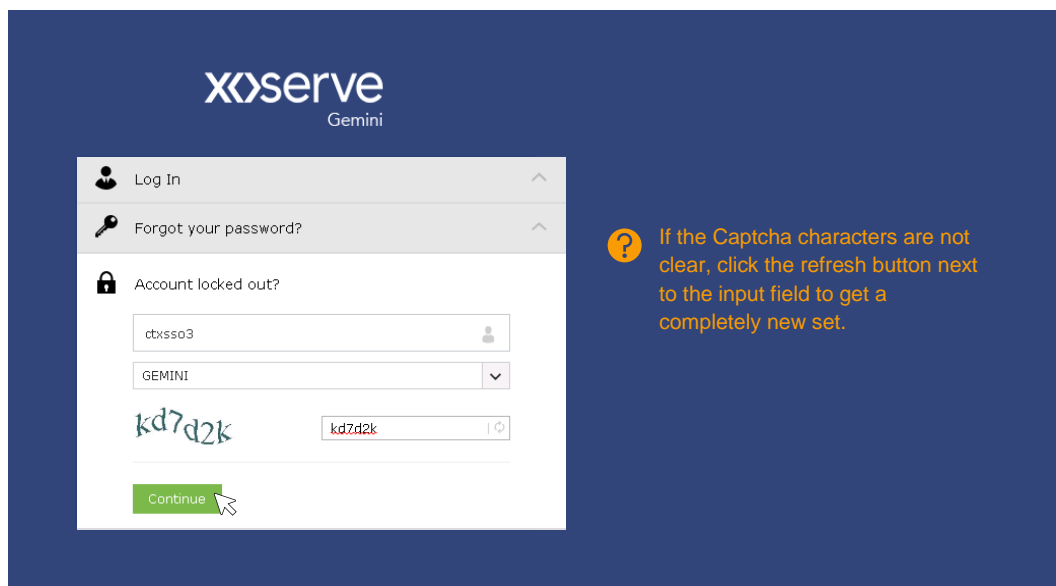 xoserve
Gemini
Log In
Forgot your password?
Account locked out?
ctxsso3
GEMINI
kd7d2k
kd7d2k
Continue
? If the Captcha characters are not
clear, click the refresh button next
to the input field to get a
completely new set.